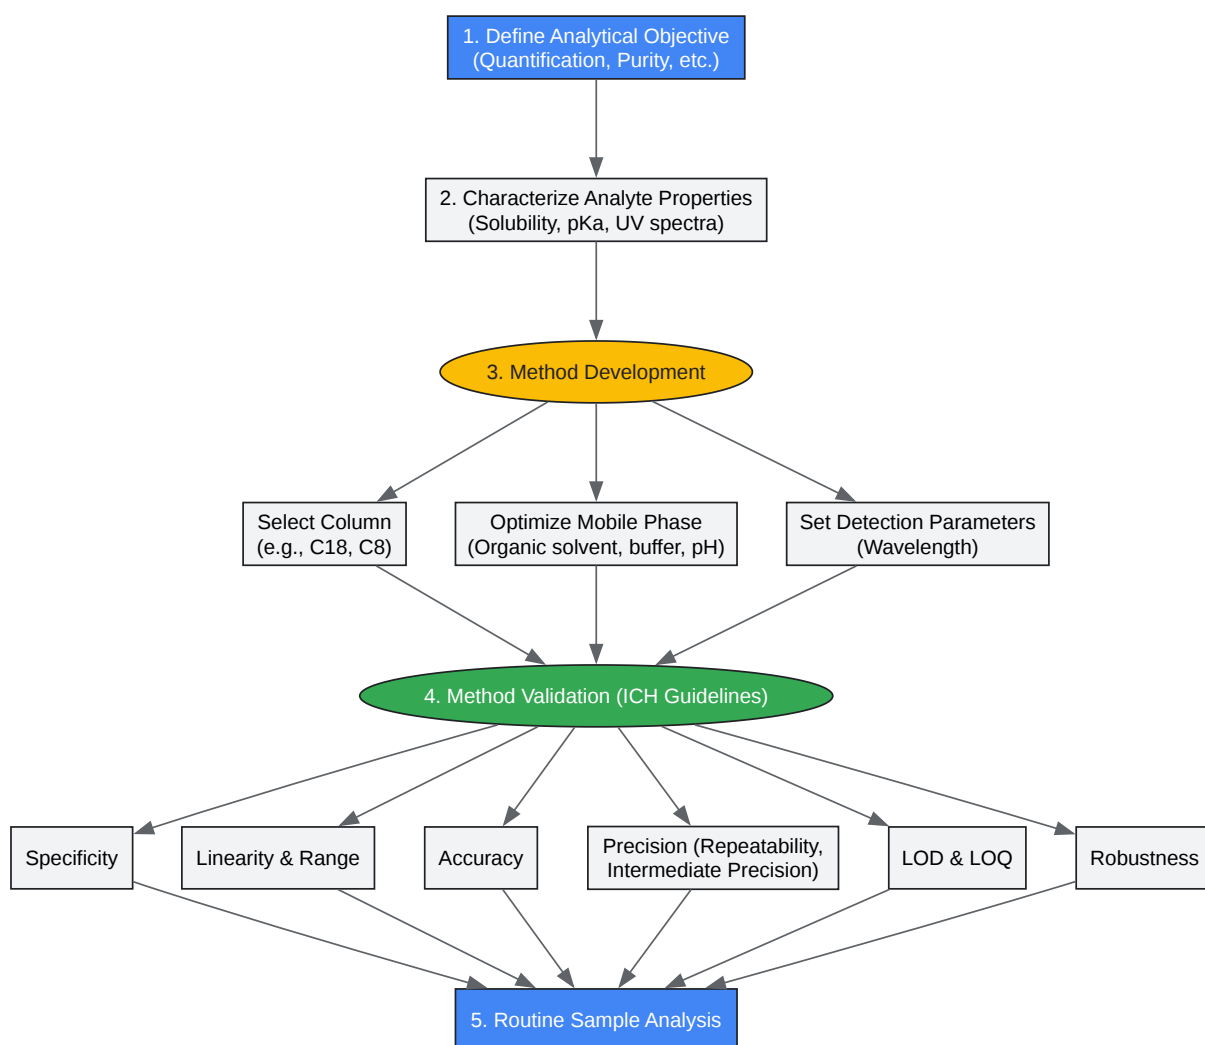 1. Define Analytical Objective
(Quantification, Purity, etc.)
2. Characterize Analyte Properties
(Solubility, pKa, UV spectra)
3. Method Development
Select Column
(e.g., C18, C8)
Optimize Mobile Phase
(Organic solvent, buffer, pH)
Set Detection Parameters
(Wavelength)
4. Method Validation (ICH Guidelines)
Specificity
Linearity & Range
Accuracy
Precision (Repeatability,
Intermediate Precision)
LOD & LOQ
Robustness
5. Routine Sample Analysis